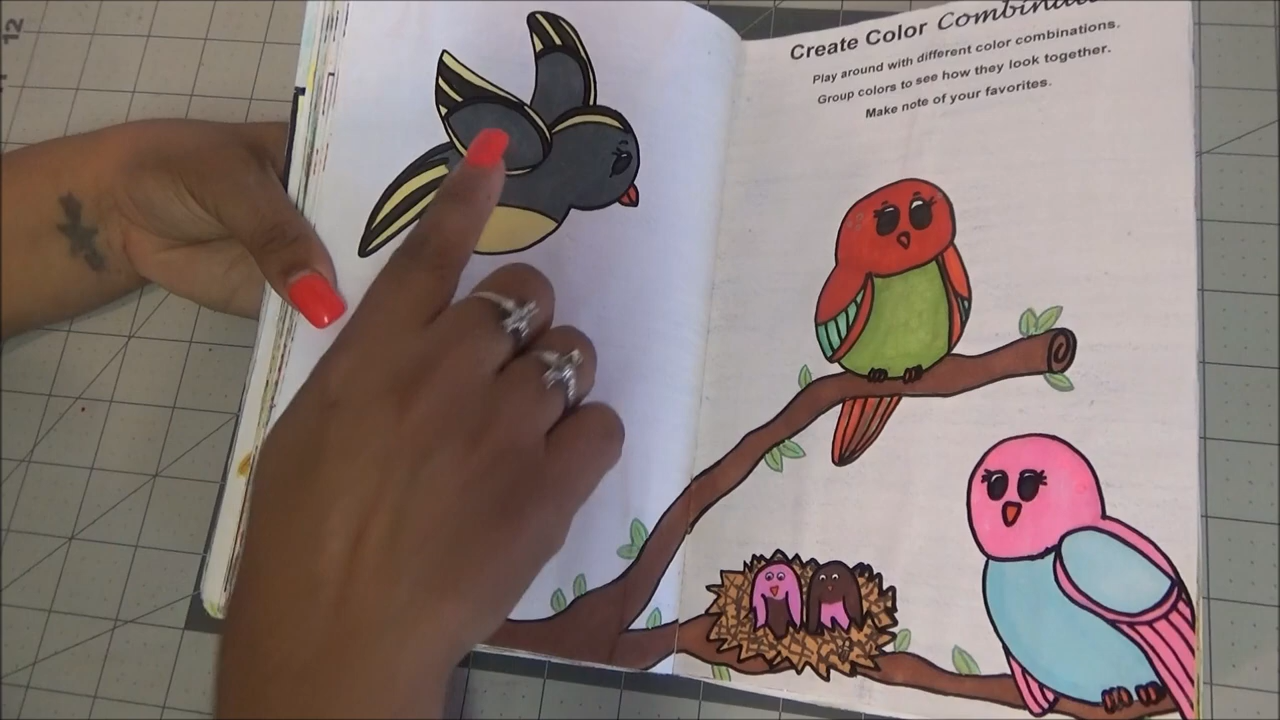 12
Create Color
Play around with different color combinations.
Group colors to see how they look together.
Make note of your favorites.